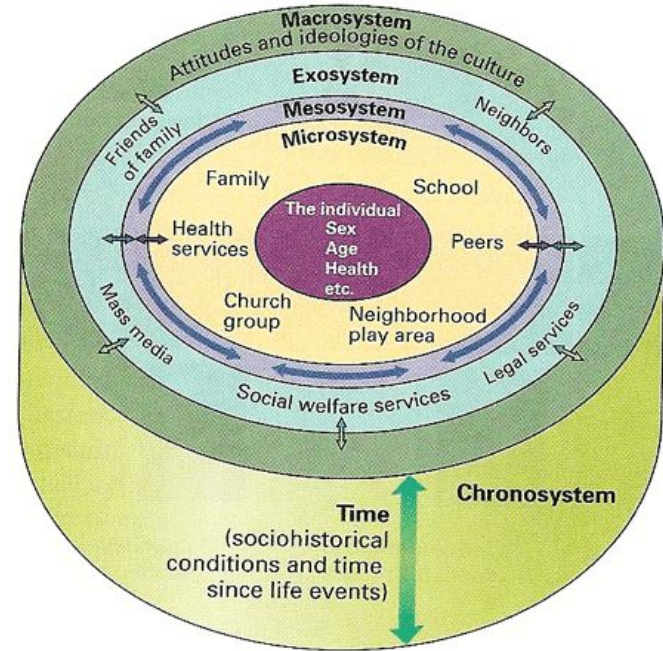 Macrosystem
Attitudes and ideologies of the culture
Exosystem
Mesosystem
Microsystem
Friends
of family
Neighbors
Family
School
The individual
Sex
Age
Health
etc.
Health
services
Peers
Church
group
Neighborhood
play area
Mass media
Legal services
Social welfare services
Chronosystem
Time
(sociohistorical
conditions and time
since life events)